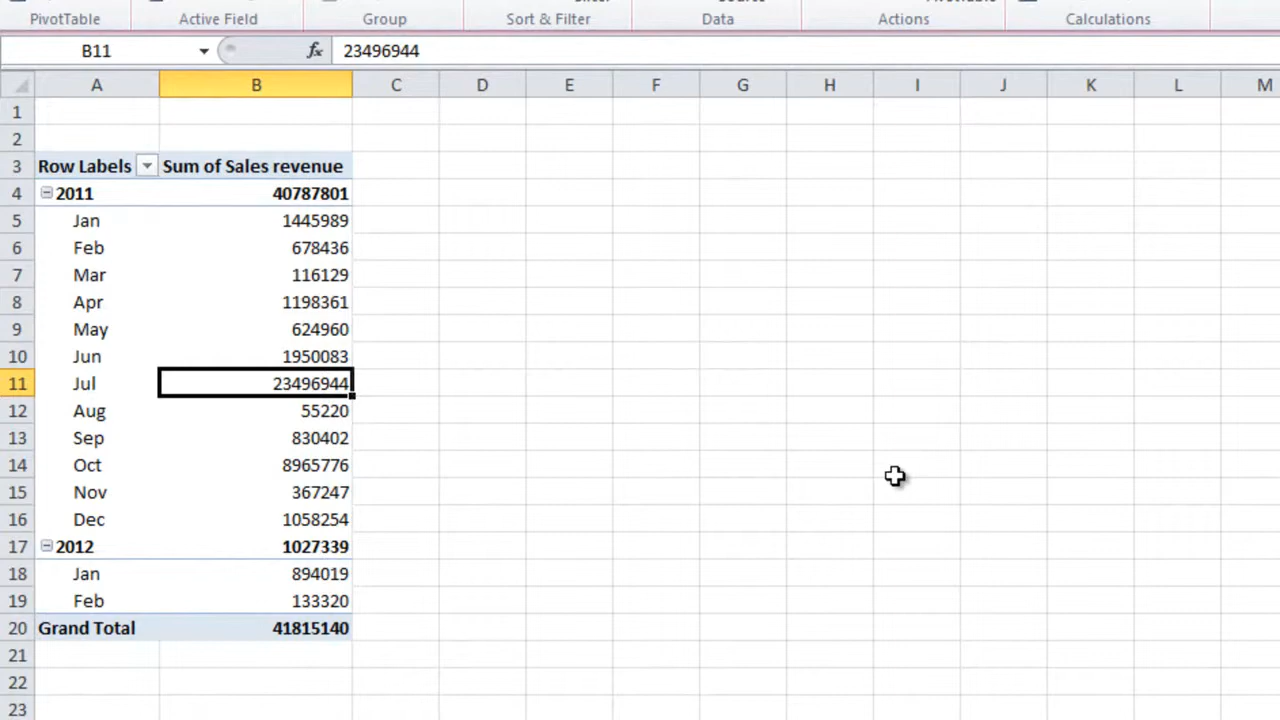 PivotTable Active Field Group Sort & Filter Data Actions Calculations
B11 fx 23496944
A B C D E F G H I J K L M
1
2
3 Row Labels Sum of Sales revenue
4 2011 40787801
5 Jan 1445989
6 Feb 678436
7 Mar 116129
8 Apr 1198361
9 May 624960
10 Jun 1950083
11 Jul 23496944
12 Aug 55220
13 Sep 830402
14 Oct 8965776
15 Nov 367247
16 Dec 1058254
17 2012 1027339
18 Jan 894019
19 Feb 133320
20 Grand Total 41815140
21
22
23